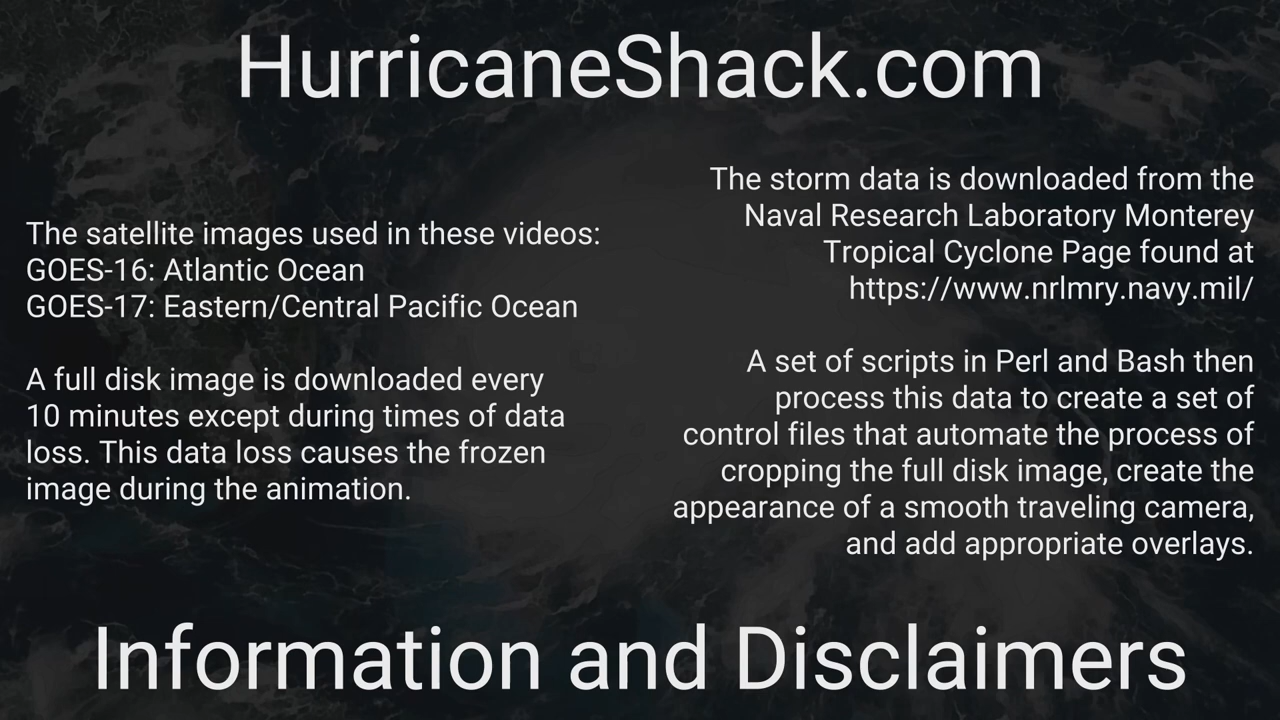 HurricaneShack.com
The satellite images used in these videos:
GOES-16: Atlantic Ocean
GOES-17: Eastern/Central Pacific Ocean
A full disk image is downloaded every
10 minutes except during times of data
loss. This data loss causes the frozen
image during the animation.
The storm data is downloaded from the
Naval Research Laboratory Monterey
Tropical Cyclone Page found at
https://www.nrlmry.navy.mil/
A set of scripts in Perl and Bash then
process this data to create a set of
control files that automate the process of
cropping the full disk image, create the
appearance of a smooth traveling camera,
and add appropriate overlays.
Information and Disclaimers